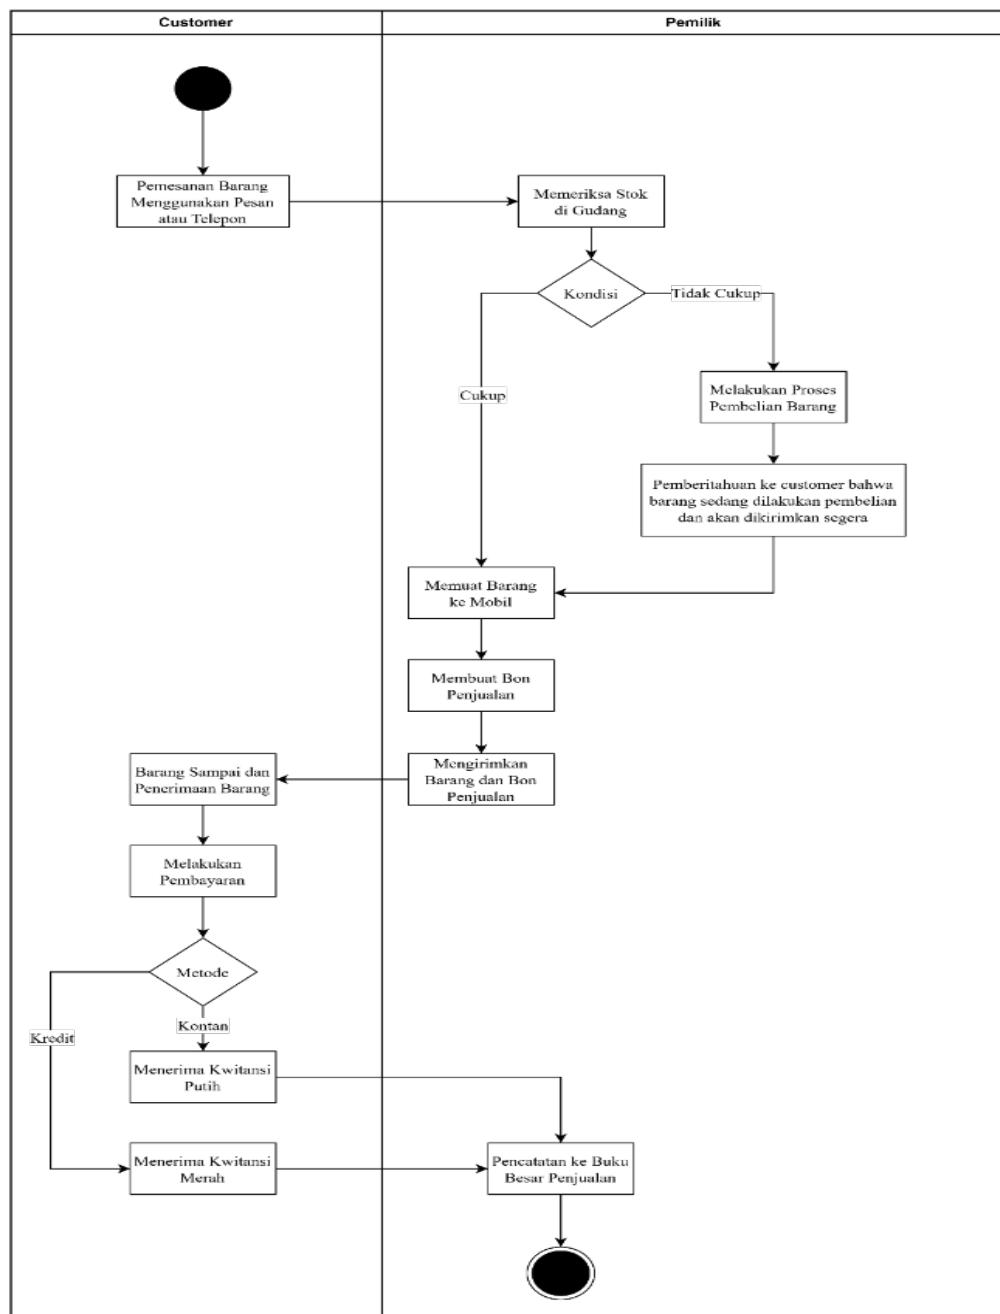 Customer
Pemilik
Pemesanan Barang
Menggunakan Pesan
atau Telepon
Memeriksa Stok
di Gudang
Kondisi
Tidak Cukup
Cukup
Melakukan Proses
Pembelian Barang
Pemberitahuan ke customer bahwa
barang sedang dilakukan pembelian
dan akan dikirimkan segera
Memuat Barang
ke Mobil
Membuat Bon
Penjualan
Mengirimkan
Barang dan Bon
Penjualan
Barang Sampai dan
Penerimaan Barang
Melakukan
Pembayaran
Metode
Kontan
Kredit
Menerima Kwitansi
Putih
Menerima Kwitansi
Merah
Pencatatan ke Buku
Besar Penjualan